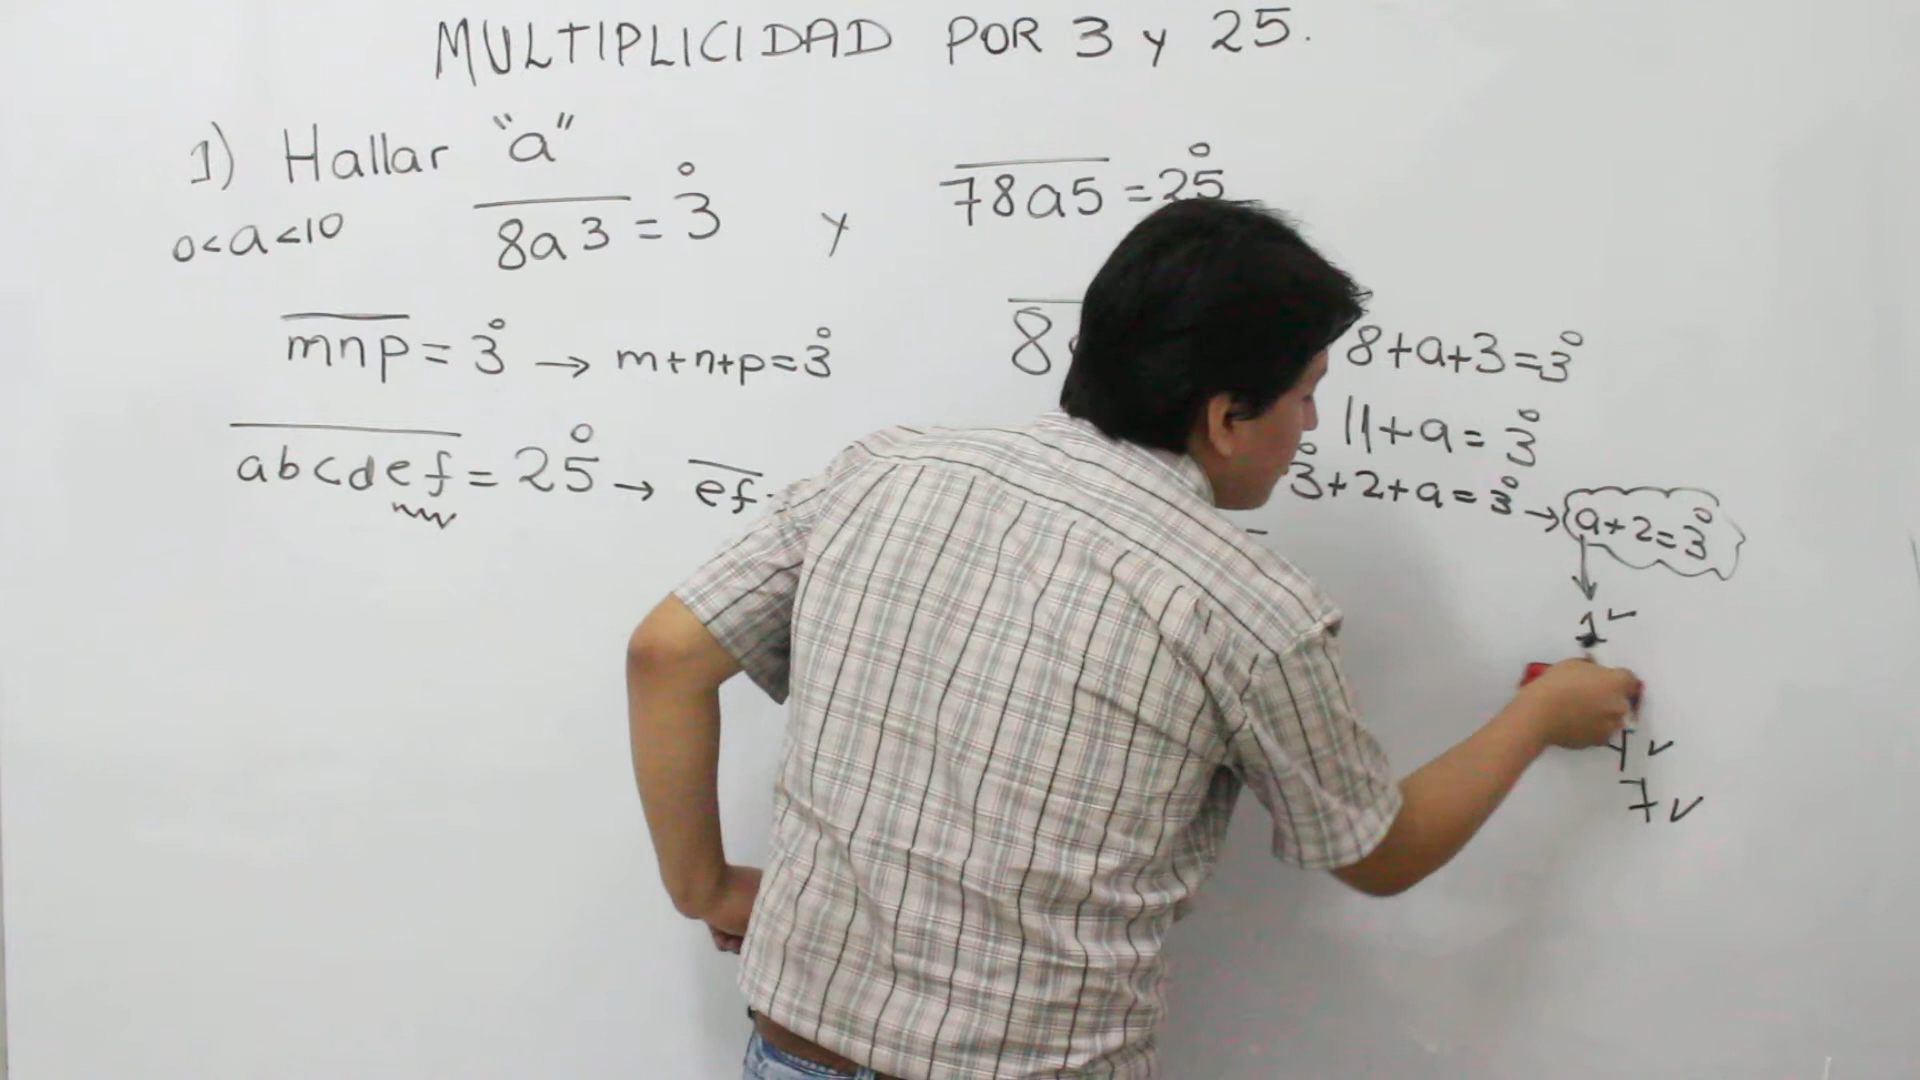 MULTIPLICIDAD POR 3 y 25.
1) Hallar "a"
0<a<10
8a3 = 3° y 78a5 = 25°
mnp = 3° → m+n+p = 3°
abcdef = 25° → ef
8
8+a+3=3°
11+a=3°
3°+2+a=3° → a+2=3°
1 ✓
4 ✓
7 ✓